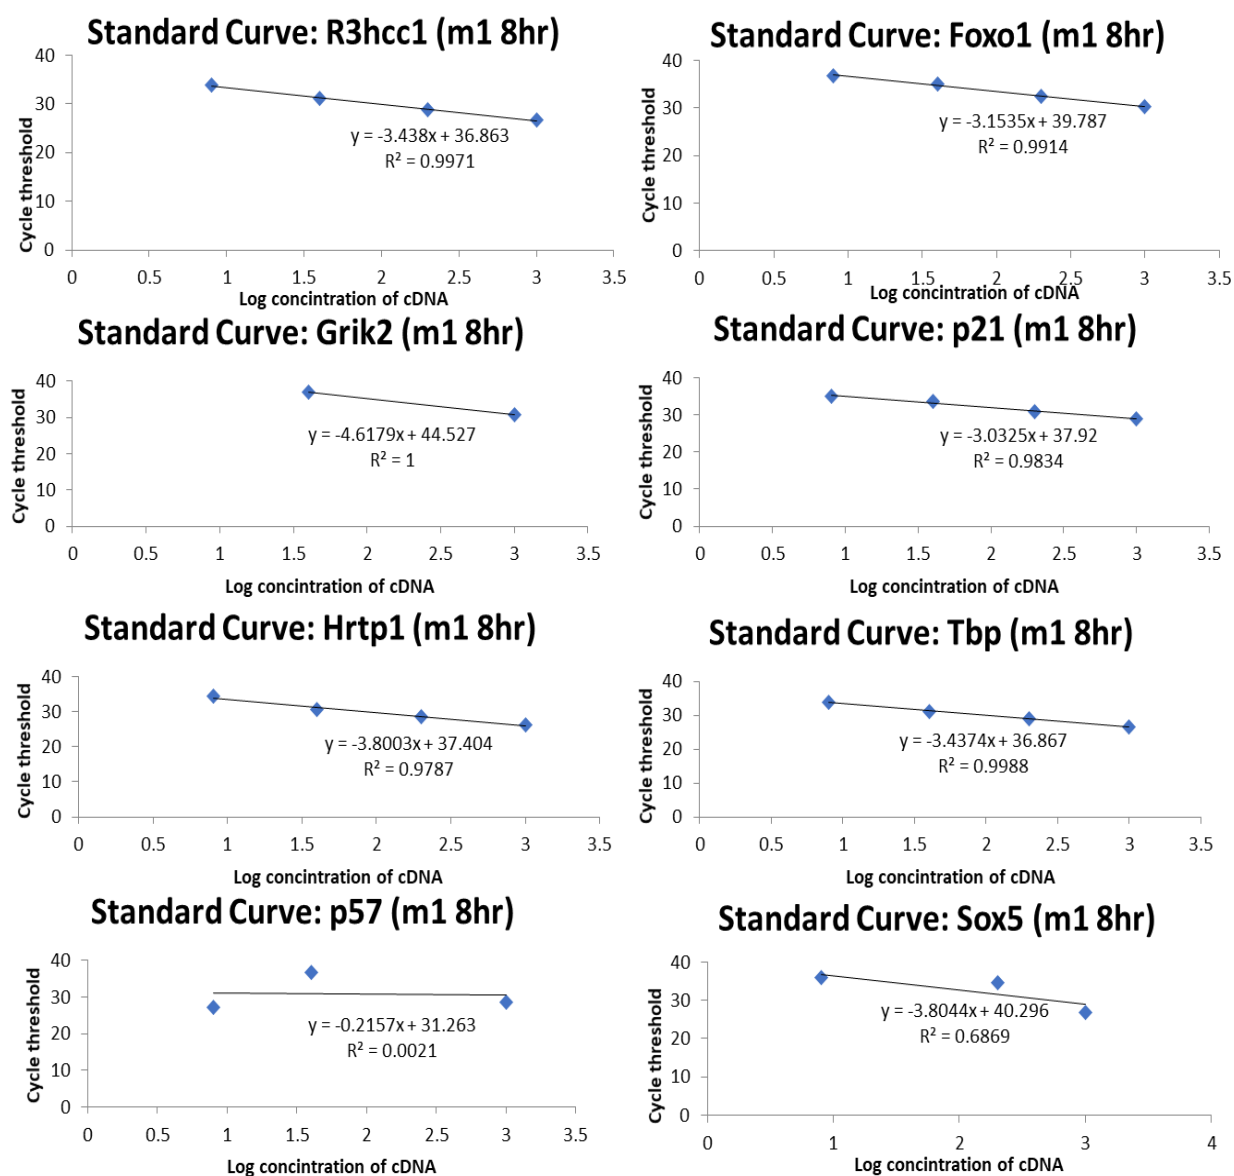 Standard Curve: R3hcc1 (m1 8hr)
40
30
20
10
0
Cycle threshold
y = -3.438x + 36.863
R² = 0.9971
0 0.5 1 1.5 2 2.5 3 3.5
Log concintration of cDNA
Standard Curve: Foxo1 (m1 8hr)
40
30
20
10
0
Cycle threshold
y = -3.1535x + 39.787
R² = 0.9914
0 0.5 1 1.5 2 2.5 3 3.5
Log concintration of cDNA
Standard Curve: Grik2 (m1 8hr)
40
30
20
10
0
Cycle threshold
y = -4.6179x + 44.527
R² = 1
0 0.5 1 1.5 2 2.5 3 3.5
Log concintration of cDNA
Standard Curve: p21 (m1 8hr)
40
30
20
10
0
Cycle threshold
y = -3.0325x + 37.92
R² = 0.9834
0 0.5 1 1.5 2 2.5 3 3.5
Log concintration of cDNA
Standard Curve: Hrtp1 (m1 8hr)
40
30
20
10
0
Cycle threshold
y = -3.8003x + 37.404
R² = 0.9787
0 0.5 1 1.5 2 2.5 3 3.5
Log concintration of cDNA
Standard Curve: Tbp (m1 8hr)
40
30
20
10
0
Cycle threshold
y = -3.4374x + 36.867
R² = 0.9988
0 0.5 1 1.5 2 2.5 3 3.5
Log concintration of cDNA
Standard Curve: p57 (m1 8hr)
40
30
20
10
0
Cycle threshold
y = -0.2157x + 31.263
R² = 0.0021
0 0.5 1 1.5 2 2.5 3 3.5
Log concintration of cDNA
Standard Curve: Sox5 (m1 8hr)
40
30
20
10
0
Cycle threshold
y = -3.8044x + 40.296
R² = 0.6869
0 1 2 3 4
Log concintration of cDNA